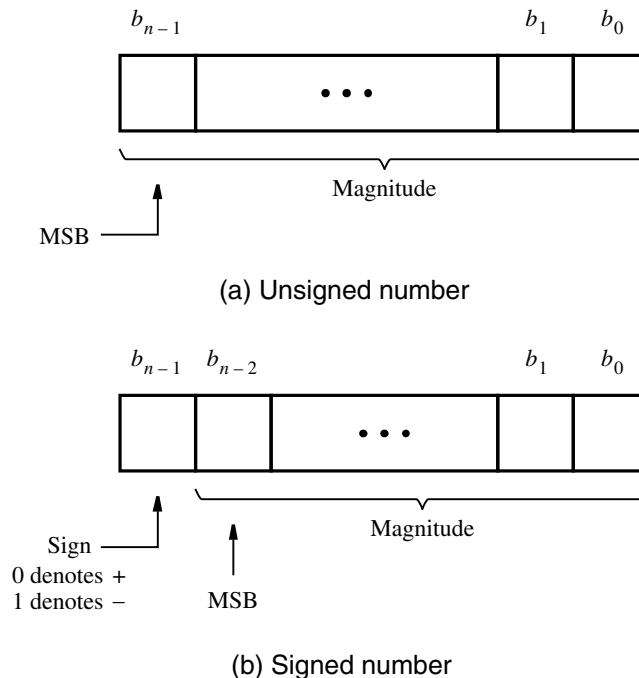 b_{n – 1} b_1 b_0
• • •
Magnitude
MSB
(a) Unsigned number
b_{n – 1} b_{n – 2} b_1 b_0
• • •
Magnitude
Sign
0 denotes +
1 denotes –
MSB
(b) Signed number